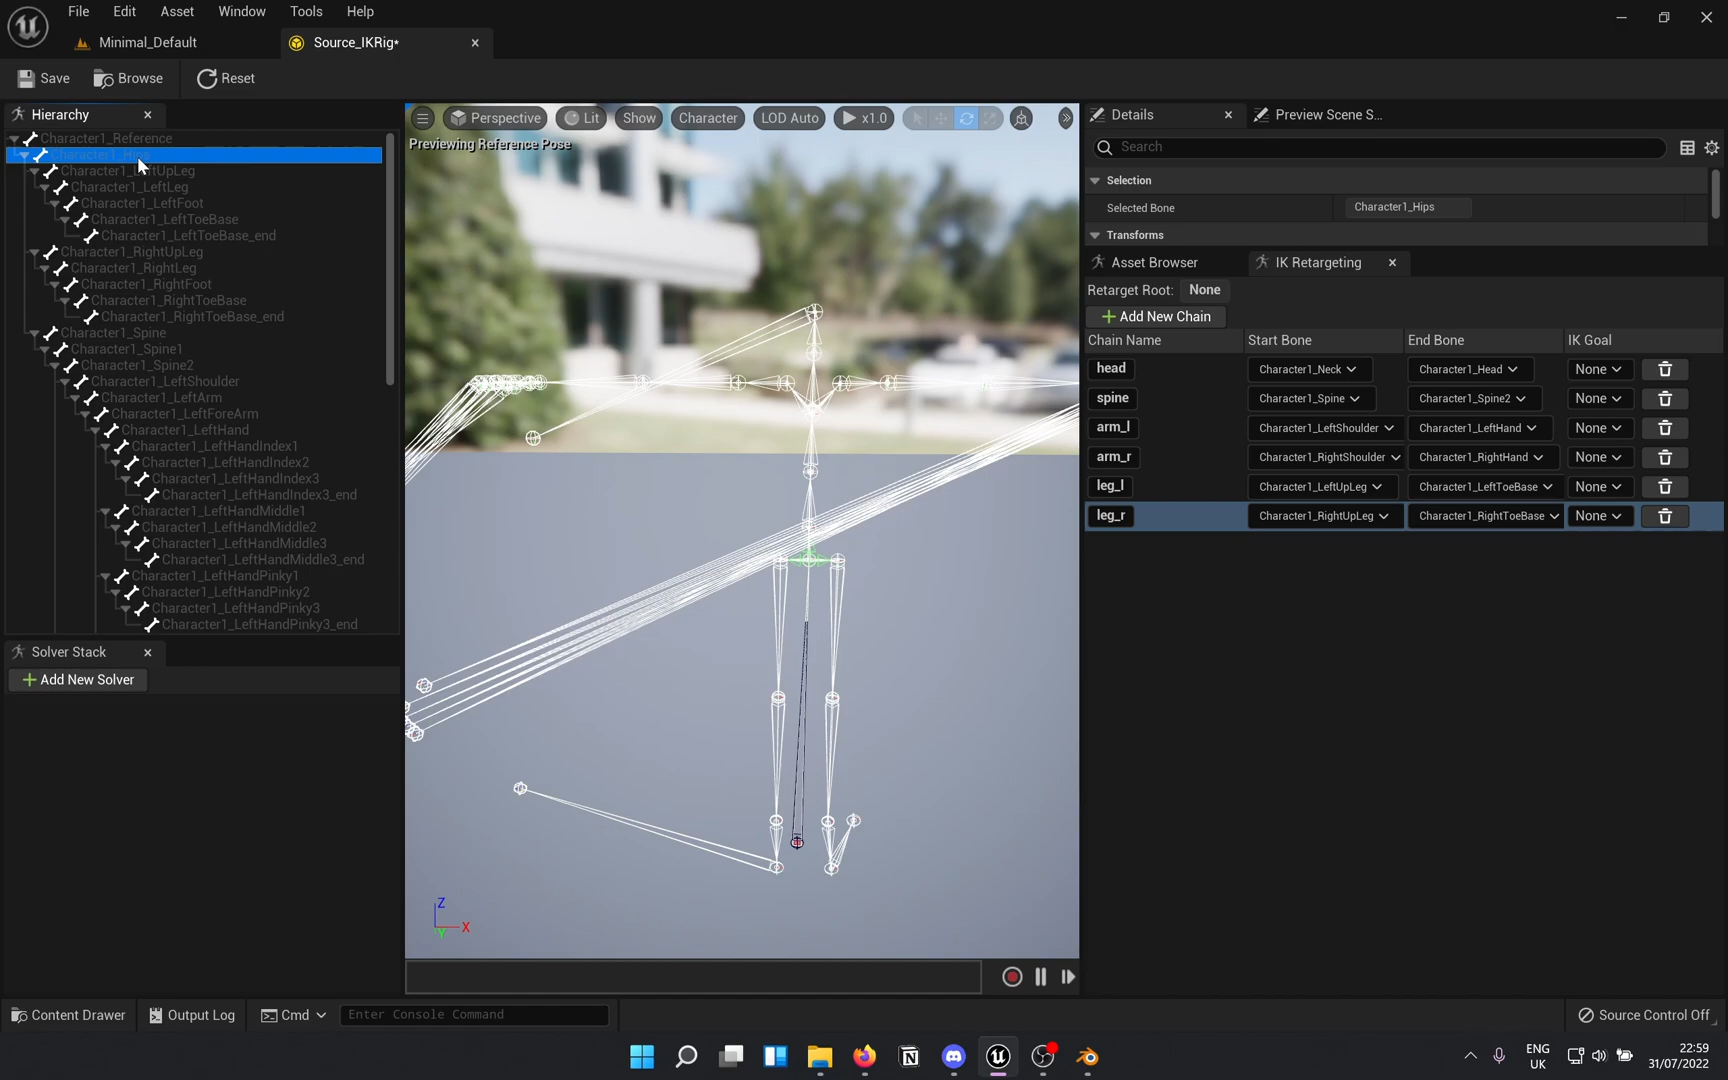 File Edit Asset Window Tools Help
Minimal_Default
Source_IKRig*
Save Browse Reset
Hierarchy
Character1_Reference
Character1_Hips
Character1_LeftUpLeg
Character1_LeftLeg
Character1_LeftFoot
Character1_LeftToeBase
Character1_LeftToeBase_end
Character1_RightUpLeg
Character1_RightLeg
Character1_RightFoot
Character1_RightToeBase
Character1_RightToeBase_end
Character1_Spine
Character1_Spine1
Character1_Spine2
Character1_LeftShoulder
Character1_LeftArm
Character1_LeftForeArm
Character1_LeftHand
Character1_LeftHandIndex1
Character1_LeftHandIndex2
Character1_LeftHandIndex3
Character1_LeftHandIndex3_end
Character1_LeftHandMiddle1
Character1_LeftHandMiddle2
Character1_LeftHandMiddle3
Character1_LeftHandMiddle3_end
Character1_LeftHandPinky1
Character1_LeftHandPinky2
Character1_LeftHandPinky3
Character1_LeftHandPinky3_end
Solver Stack
Add New Solver
Perspective Lit Show Character LOD Auto x1.0
Previewing Reference Pose
Z
X
Y
Details
Preview Scene S...
Search
Selection
Selected Bone Character1_Hips
Transforms
Asset Browser
IK Retargeting
Retarget Root: None
Add New Chain
Chain Name Start Bone End Bone IK Goal
head Character1_Neck Character1_Head None
spine Character1_Spine Character1_Spine2 None
arm_l Character1_LeftShoulder Character1_LeftHand None
arm_r Character1_RightShoulder Character1_RightHand None
leg_l Character1_LeftUpLeg Character1_LeftToeBase None
leg_r Character1_RightUpLeg Character1_RightToeBase None
Content Drawer Output Log Cmd Enter Console Command Source Control Off
ENG
UK
22:59
31/07/2022